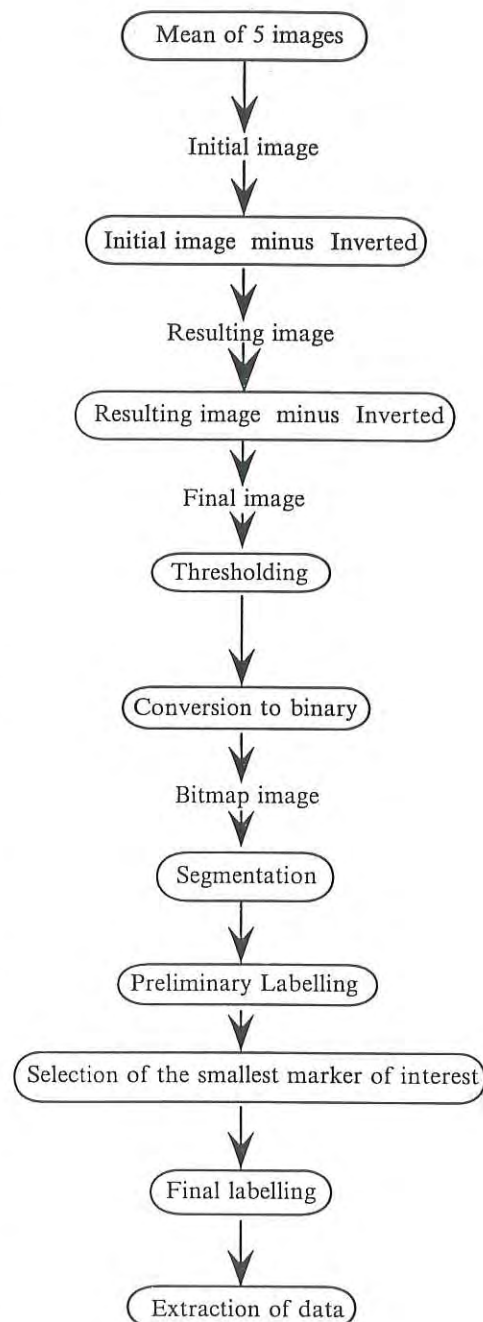 Mean of 5 images
Initial image
Initial image minus Inverted
Resulting image
Resulting image minus Inverted
Final image
Thresholding
Conversion to binary
Bitmap image
Segmentation
Preliminary Labelling
Selection of the smallest marker of interest
Final labelling
Extraction of data